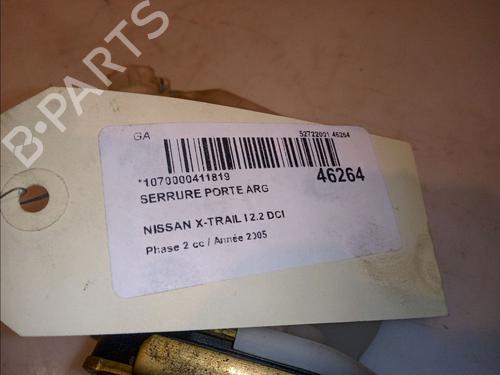 B-PARTS
GA
52722001 46264
*1070000411819
46264
SERRURE PORTE ARG
NISSAN X-TRAIL I 2.2 DCI
Phase 2 cc / Année 2005